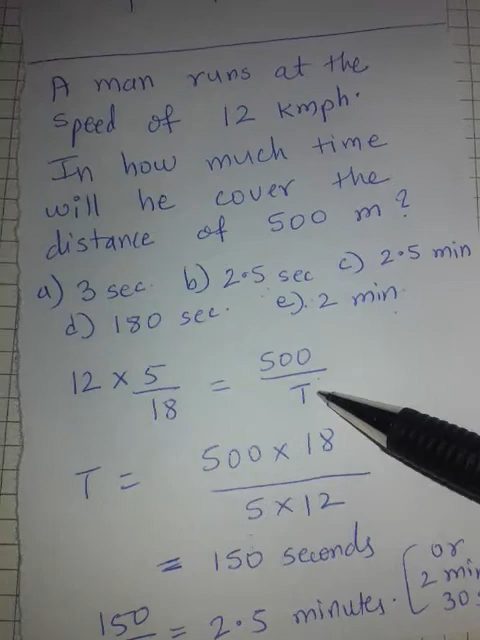 A man runs at the
speed of 12 kmph.
In how much time
will he cover the
distance of 500 m?
a) 3 sec. b) 2.5 sec c) 2.5 min
d) 180 sec. e). 2 min.
12 × 5/18 = 500/T
T = 500 × 18 / 5 × 12
= 150 seconds
150 = 2.5 minutes. [or
2 min
30